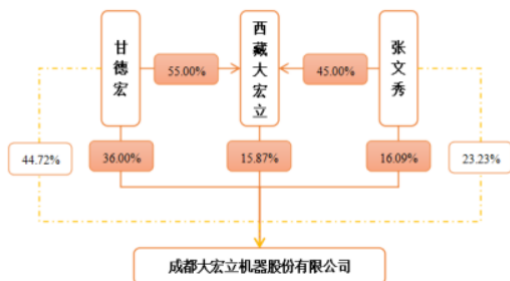 甘德宏
西藏大宏立
张文秀
55.00%
45.00%
44.72%
36.00%
15.87%
16.09%
23.23%
成都大宏立机器股份有限公司